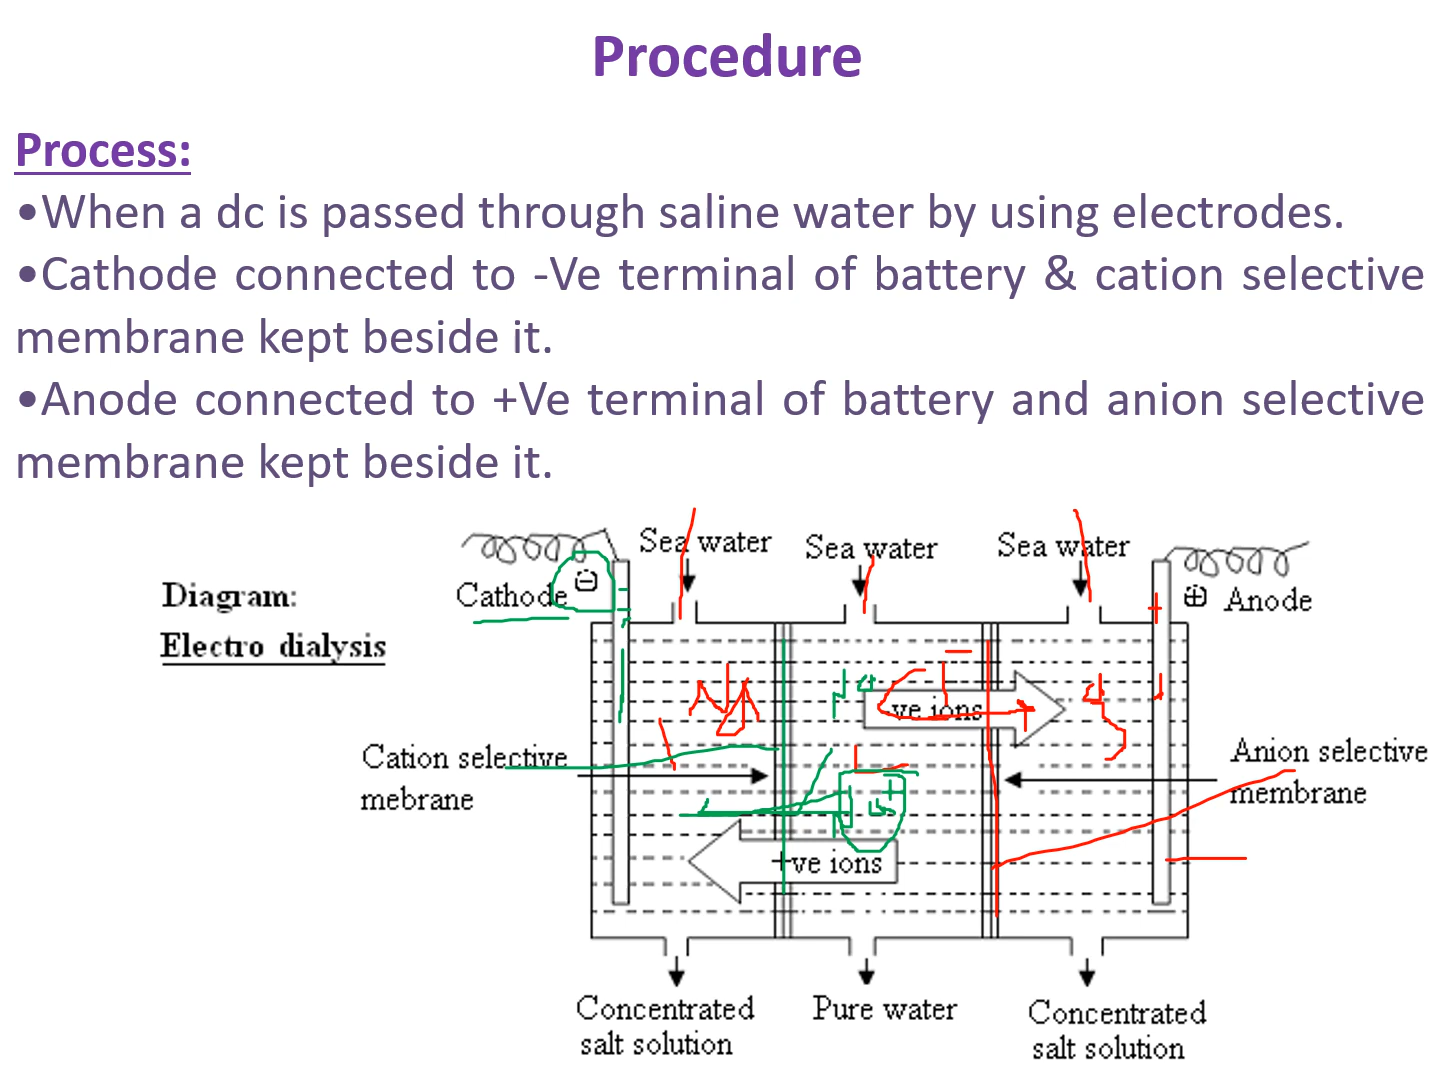 Procedure
Process:
•When a dc is passed through saline water by using electrodes.
•Cathode connected to -Ve terminal of battery & cation selective
membrane kept beside it.
•Anode connected to +Ve terminal of battery and anion selective
membrane kept beside it.
Sea water
Sea water
Sea water
Diagram:
Cathode
Anode
Electro dialysis
-ve ions
Cation selective
mebrane
Anion selective
membrane
+ve ions
Concentrated
salt solution
Pure water
Concentrated
salt solution